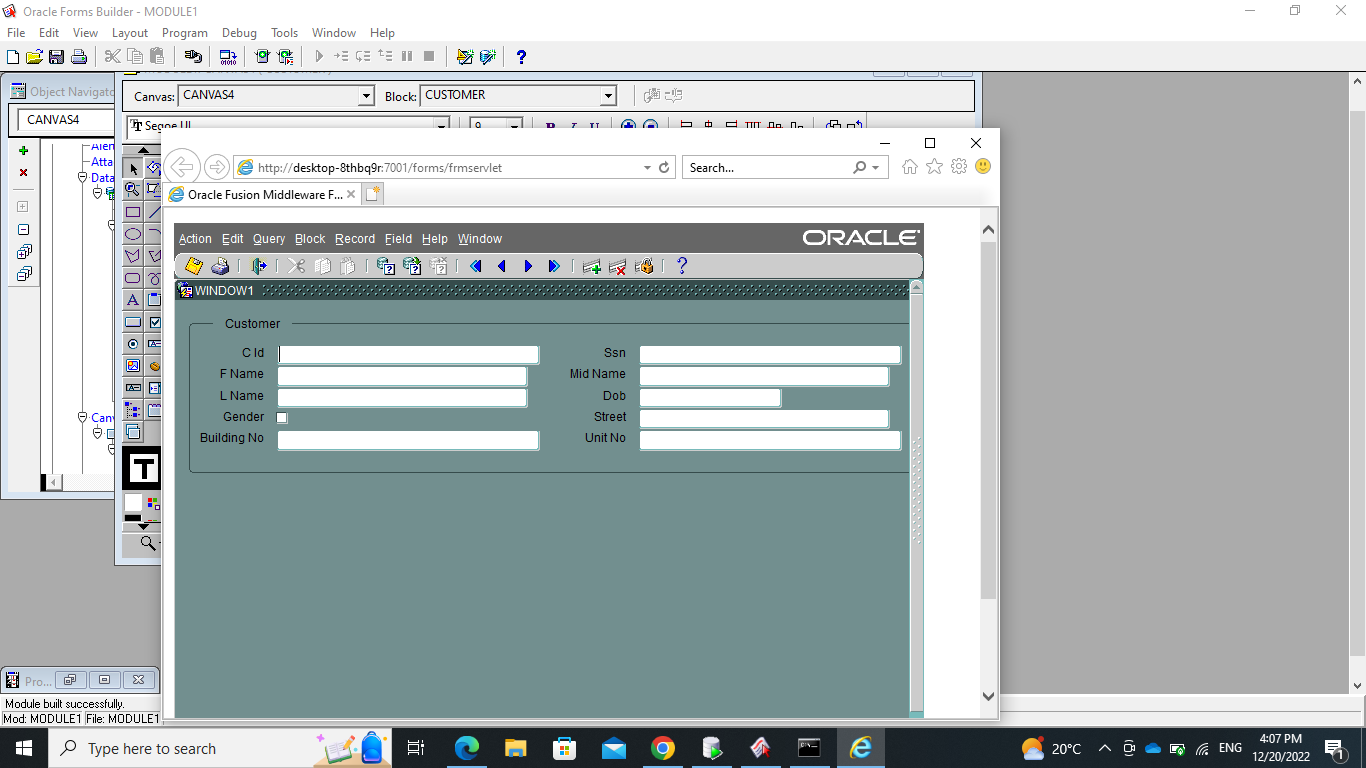 Oracle Forms Builder - MODULE1
File Edit View Layout Program Debug Tools Window Help
Object Navigato
Canvas: CANVAS4 Block: CUSTOMER
CANVAS4
Segoe UI 9 B I U
Attac
Data
Canv
http://desktop-8thbq9r:7001/forms/frmservlet Search...
Oracle Fusion Middleware F...
Action Edit Query Block Record Field Help Window ORACLE
WINDOW1
Customer
C Id Ssn
F Name Mid Name
L Name Dob
Gender Street
Building No Unit No
Pro...
Module built successfully.
Mod: MODULE1 File: MODULE1
Type here to search
20°C ENG 4:07 PM
12/20/2022
1